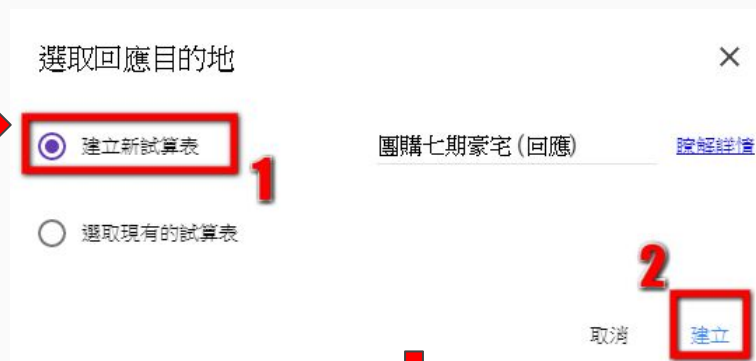 選取回應目的地
建立新試算表 團購七期豪宅 (回應) 瞭解詳情
1
選取現有的試算表
2
取消 建立